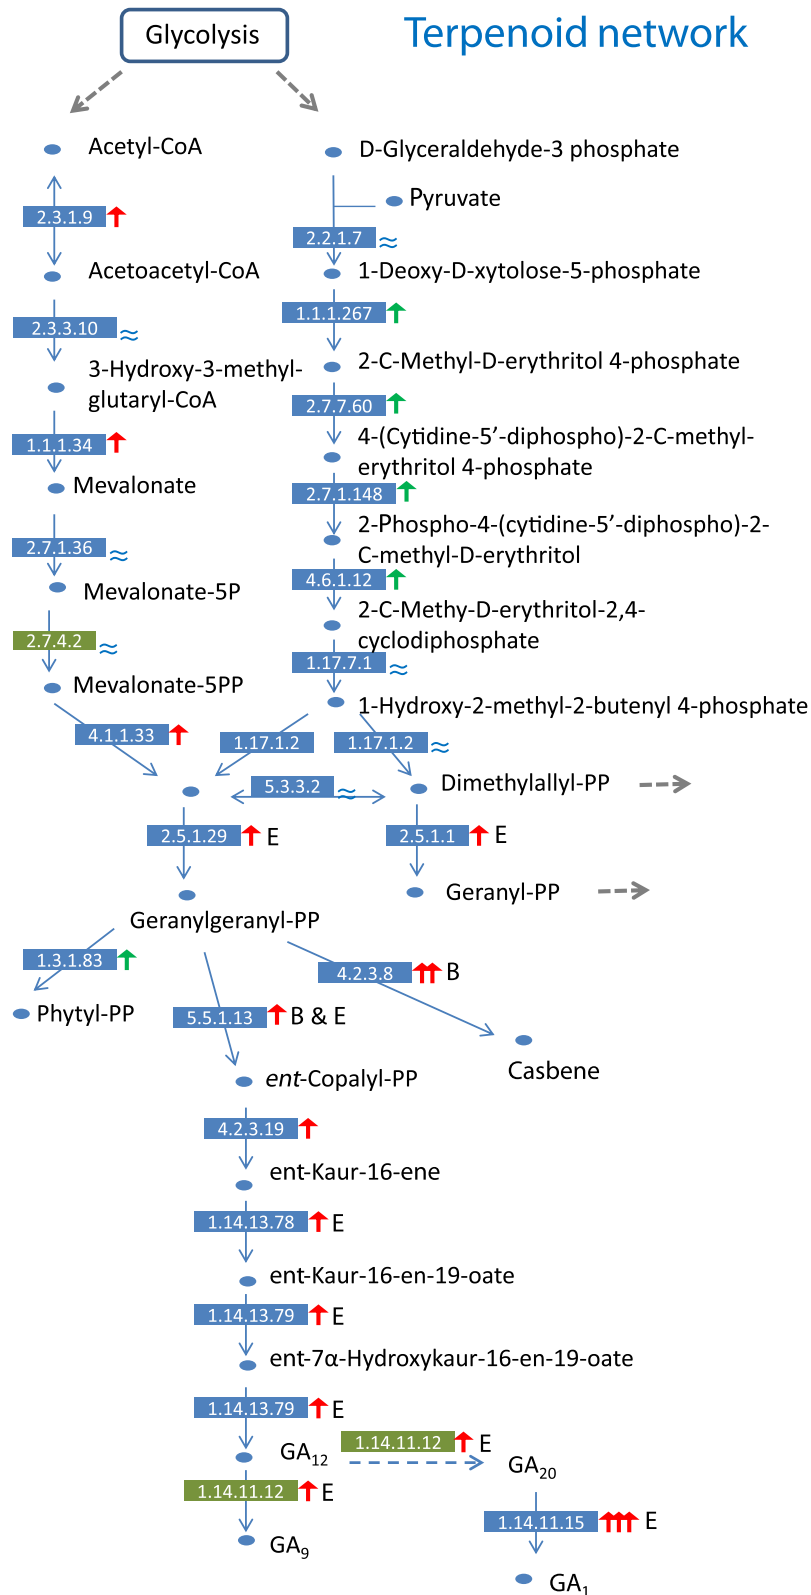 Glycolysis
Terpenoid network
Acetyl-CoA
D-Glyceraldehyde-3 phosphate
Pyruvate
2.3.1.9
2.2.1.7
≈
Acetoacetyl-CoA
1-Deoxy-D-xytolose-5-phosphate
2.3.3.10
≈
1.1.1.267
3-Hydroxy-3-methyl-
glutaryl-CoA
2-C-Methyl-D-erythritol 4-phosphate
2.7.7.60
1.1.1.34
4-(Cytidine-5’-diphospho)-2-C-methyl-
erythritol 4-phosphate
Mevalonate
2.7.1.148
2.7.1.36
≈
2-Phospho-4-(cytidine-5’-diphospho)-2-
C-methyl-D-erythritol
Mevalonate-5P
4.6.1.12
2.7.4.2
≈
2-C-Methy-D-erythritol-2,4-
cyclodiphosphate
1.17.7.1
≈
Mevalonate-5PP
1-Hydroxy-2-methyl-2-butenyl 4-phosphate
4.1.1.33
1.17.1.2
1.17.1.2
≈
5.3.3.2
≈
Dimethylallyl-PP
2.5.1.29
E
2.5.1.1
E
Geranyl-PP
Geranylgeranyl-PP
1.3.1.83
4.2.3.8
B
Phytyl-PP
5.5.1.13
B & E
Casbene
ent-Copalyl-PP
4.2.3.19
ent-Kaur-16-ene
1.14.13.78
E
ent-Kaur-16-en-19-oate
1.14.13.79
E
ent-7α-Hydroxykaur-16-en-19-oate
1.14.13.79
E
1.14.11.12
E
GA12
GA20
1.14.11.12
E
1.14.11.15
E
GA9
GA1